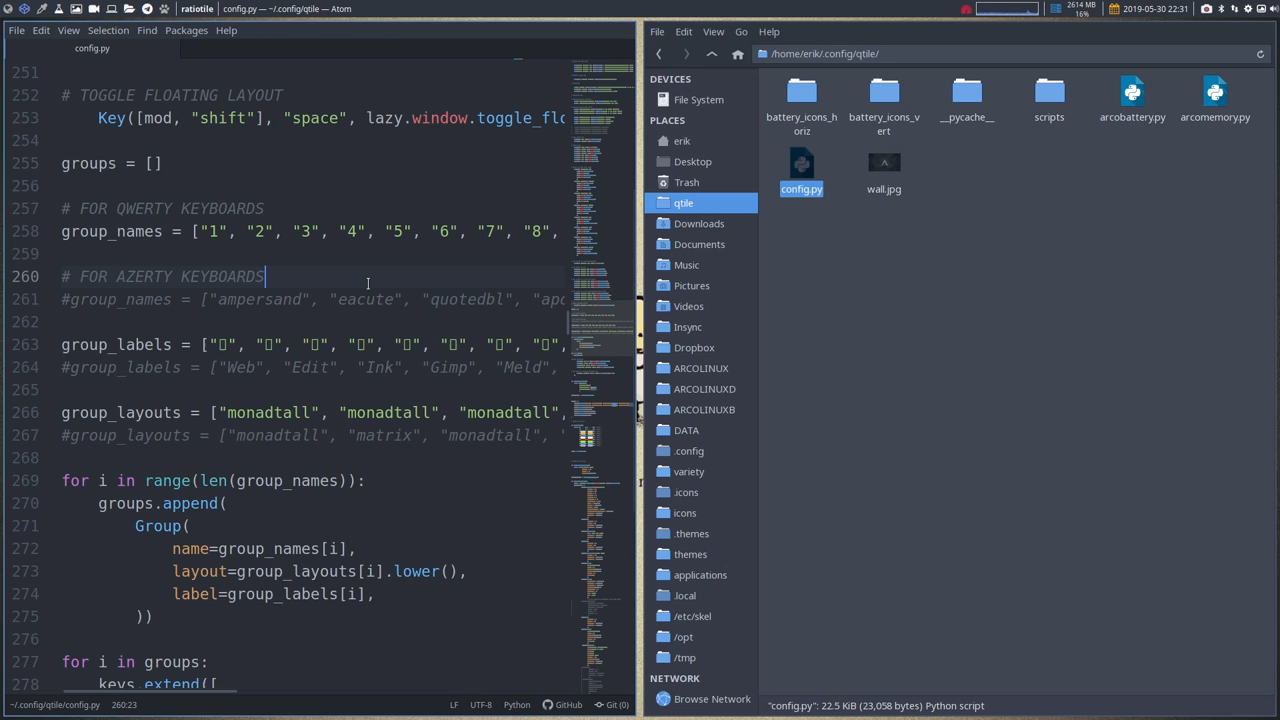 ratiotile config.py — ~/.config/qtile — Atom
2614 MB
16%
2019-05-30 22:31
File Edit View Selection Find Packages Help
config.py
251
252 # TOGGLE FLOATING LAYOUT
253 Key([mod, "shift"], "space", lazy.window.toggle_flo
254
255 groups = []
256
257 # FOR QWERTY KEYBOARDS
258 group_names = ["1", "2", "3", "4", "5", "6", "7", "8",
259
260 # FOR AZERTY KEYBOARDS
261 #group_names = ["ampersand", "eacute", "quotedbl", "apo
262
263 group_labels = ["
264 #group_labels = ["Web", "Edit", "Ink", "Gimp", "Meld",
265
266 group_layouts = ["monadtall", "monadtall", "monadtall",
267 #group_layouts = ["monadtall", "matrix", "monadtall",
268
269 for i in range(len(group_names)):
270 groups.append(
271 Group(
272 name=group_names[i],
273 layout=group_layouts[i].lower(),
274 label=group_labels[i],
275 ))
276
277 for i in groups:
278 keys.extend([
~/.config/qtile/config.py 260:23 LF UTF-8 Python GitHub Git (0)
File Edit View Go Help
/home/erik/.config/qtile/
DEVICES
File System
PLACES
erik
Desktop
Trash
qtile
Downloads
Documents
Music
Pictures
Videos
Insync
Dropbox
ARCOLINUX
ARCOLINUXD
ARCOLINUXB
DATA
.config
variety
.icons
icons
.themes
themes
applications
.local
/etc/skel
/opt
/tmp
NETWORK
Browse Network
battery_icons_h
oriz
battery_icons_v
ert
__pycache__
scripts
arcobattery.py
arcomemory.py
config.py
wall.jpg
"config.py": 22.5 KiB (23,058 bytes) Python script